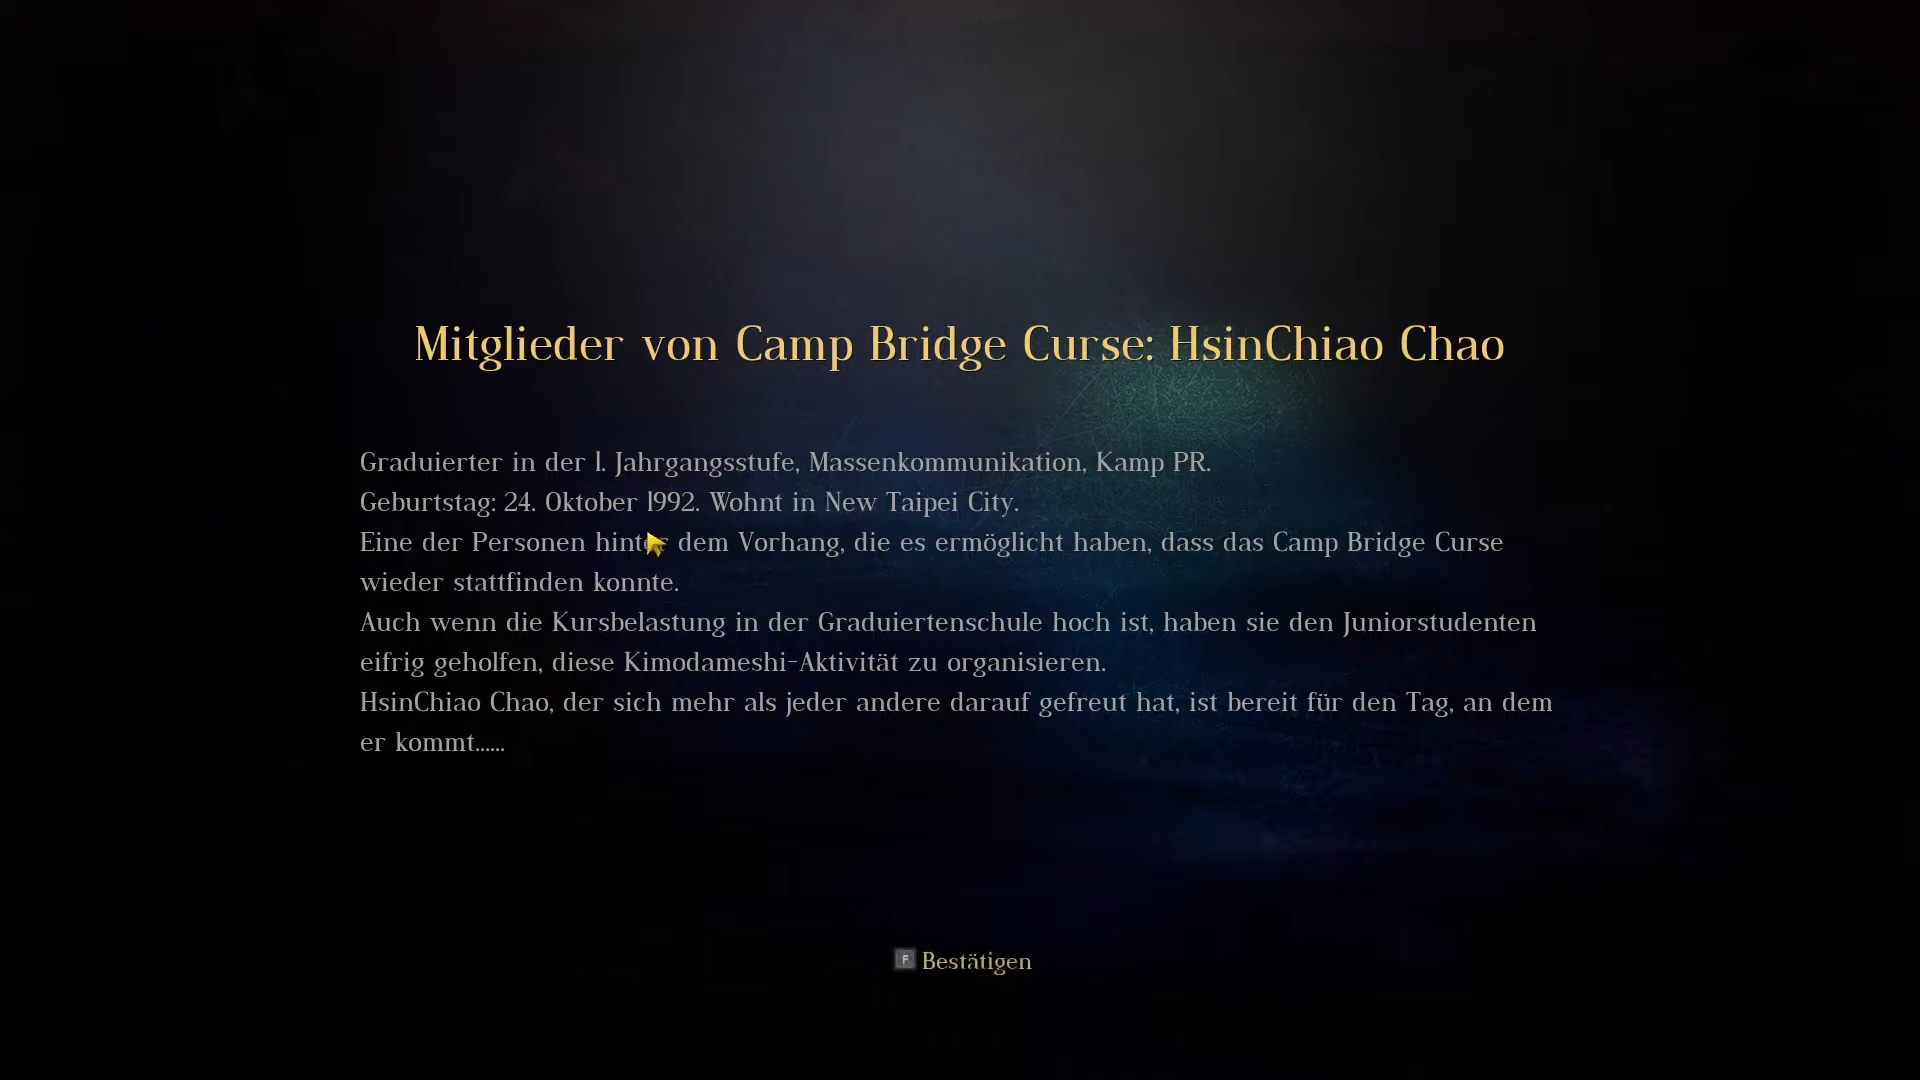 Mitglieder von Camp Bridge Curse: HsinChiao Chao
Graduierter in der 1. Jahrgangsstufe, Massenkommunikation, Kamp PR.
Geburtstag: 24. Oktober 1992. Wohnt in New Taipei City.
Eine der Personen hinter dem Vorhang, die es ermöglicht haben, dass das Camp Bridge Curse
wieder stattfinden konnte.
Auch wenn die Kursbelastung in der Graduiertenschule hoch ist, haben sie den Juniorstudenten
eifrig geholfen, diese Kimodameshi-Aktivität zu organisieren.
HsinChiao Chao, der sich mehr als jeder andere darauf gefreut hat, ist bereit für den Tag, an dem
er kommt......
F Bestätigen